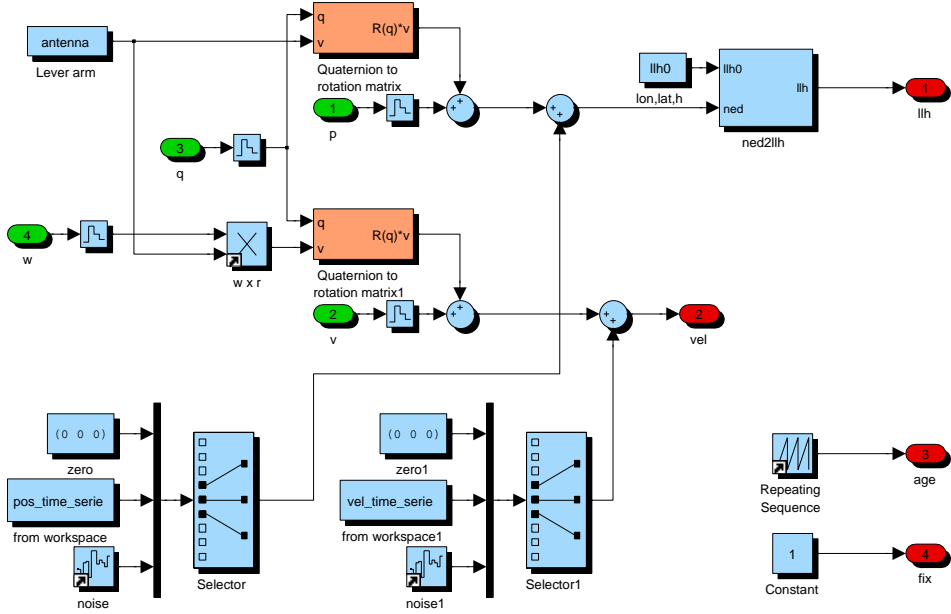 antenna
Lever arm
q
v
R(q)*v
Quaternion to
rotation matrix
1
p
+
+
+
+
llh0
lon,lat,h
llh0
ned
llh
ned2llh
1
llh
3
q
4
w
w x r
q
v
R(q)*v
Quaternion to
rotation matrix1
2
v
+
+
+
+
2
vel
(0 0 0)
zero
pos_time_serie
from workspace
noise
Selector
(0 0 0)
zero1
vel_time_serie
from workspace1
noise1
Selector1
Repeating
Sequence
3
age
1
Constant
4
fix